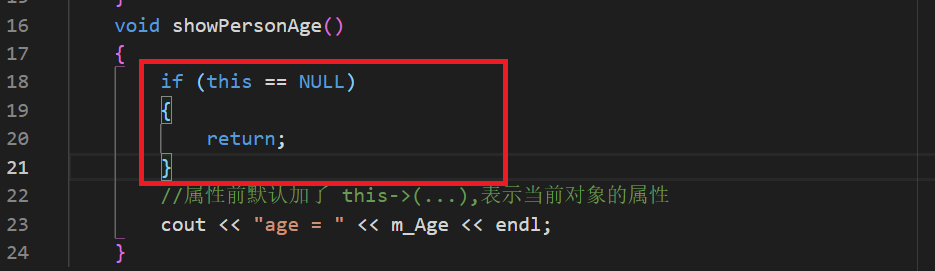 15 }
16 void showPersonAge()
17 {
18 if (this == NULL)
19 {
20 return;
21 }
22 //属性前默认加了 this->(...),表示当前对象的属性
23 cout << "age = " << m_Age << endl;
24 }